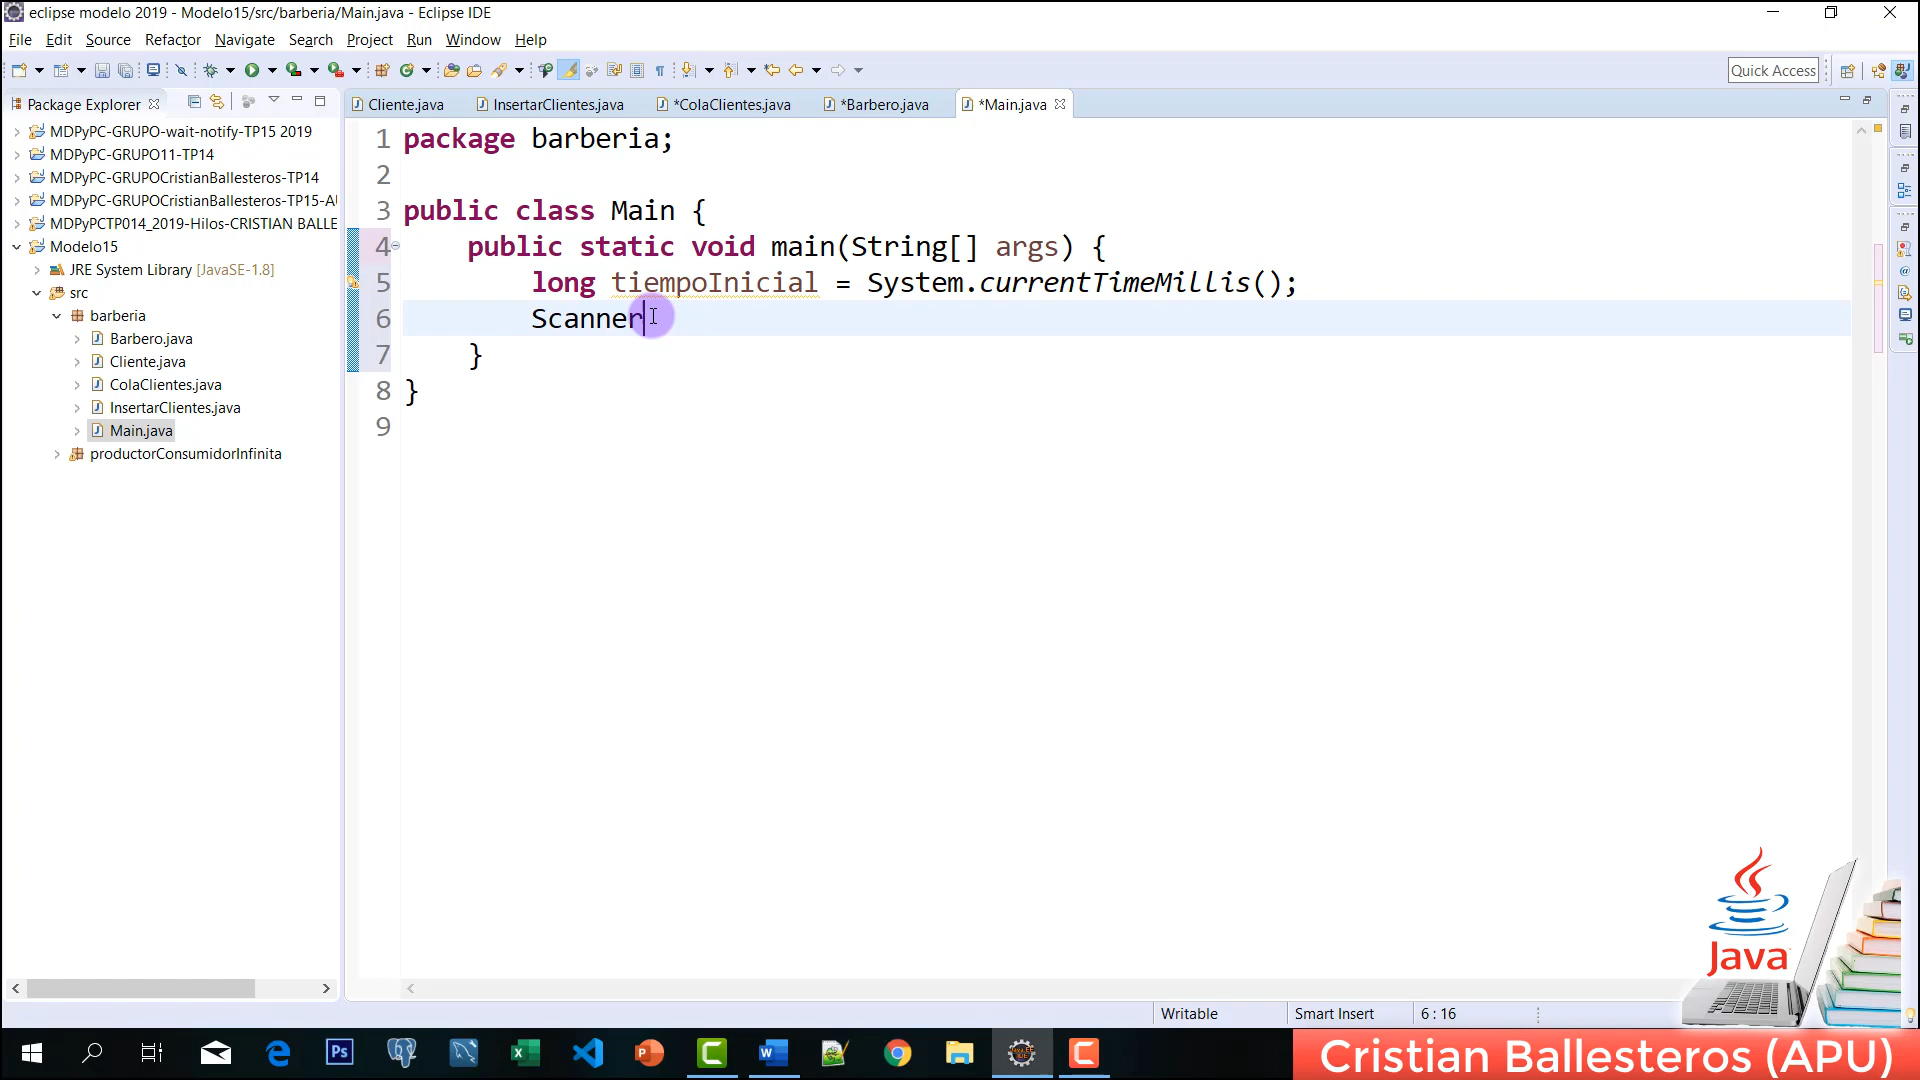 eclipse modelo 2019 - Modelo15/src/barberia/Main.java - Eclipse IDE
File Edit Source Refactor Navigate Search Project Run Window Help
Quick Access
Package Explorer
Cliente.java InsertarClientes.java *ColaClientes.java *Barbero.java *Main.java
MDPyPC-GRUPO-wait-notify-TP15 2019
MDPyPC-GRUPO11-TP14
MDPyPC-GRUPOCristianBallesteros-TP14
MDPyPC-GRUPOCristianBallesteros-TP15-AU
MDPyPCTP014_2019-Hilos-CRISTIAN BALLE
Modelo15
JRE System Library [JavaSE-1.8]
src
barberia
Barbero.java
Cliente.java
ColaClientes.java
InsertarClientes.java
Main.java
productorConsumidorInfinita
1 package barberia;
2
3 public class Main {
4 public static void main(String[] args) {
5 long tiempoInicial = System.currentTimeMillis();
6 Scanner
7 }
8 }
9
Writable Smart Insert 6 : 16
Java
Ps
Cristian Ballesteros (APU)